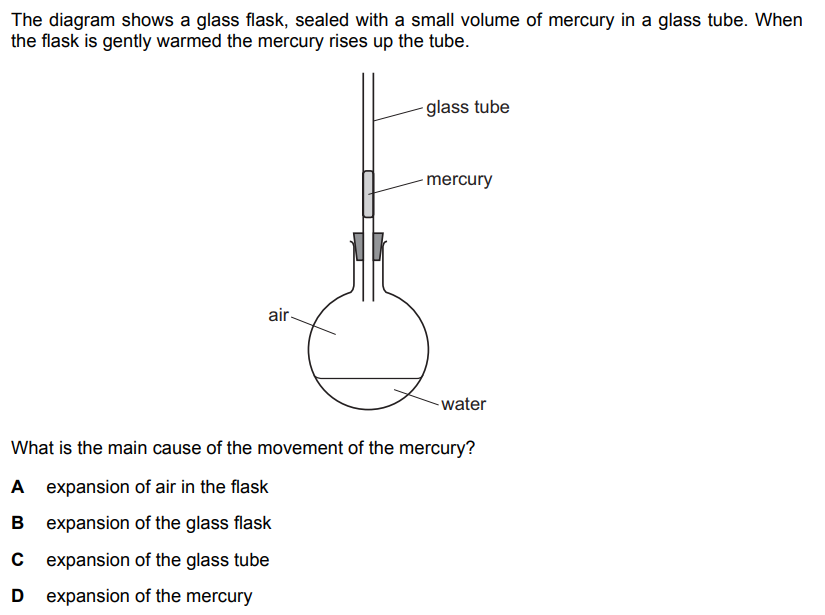 The diagram shows a glass flask, sealed with a small volume of mercury in a glass tube. When
the flask is gently warmed the mercury rises up the tube.
glass tube
mercury
air
water
What is the main cause of the movement of the mercury?
A expansion of air in the flask
B expansion of the glass flask
C expansion of the glass tube
D expansion of the mercury